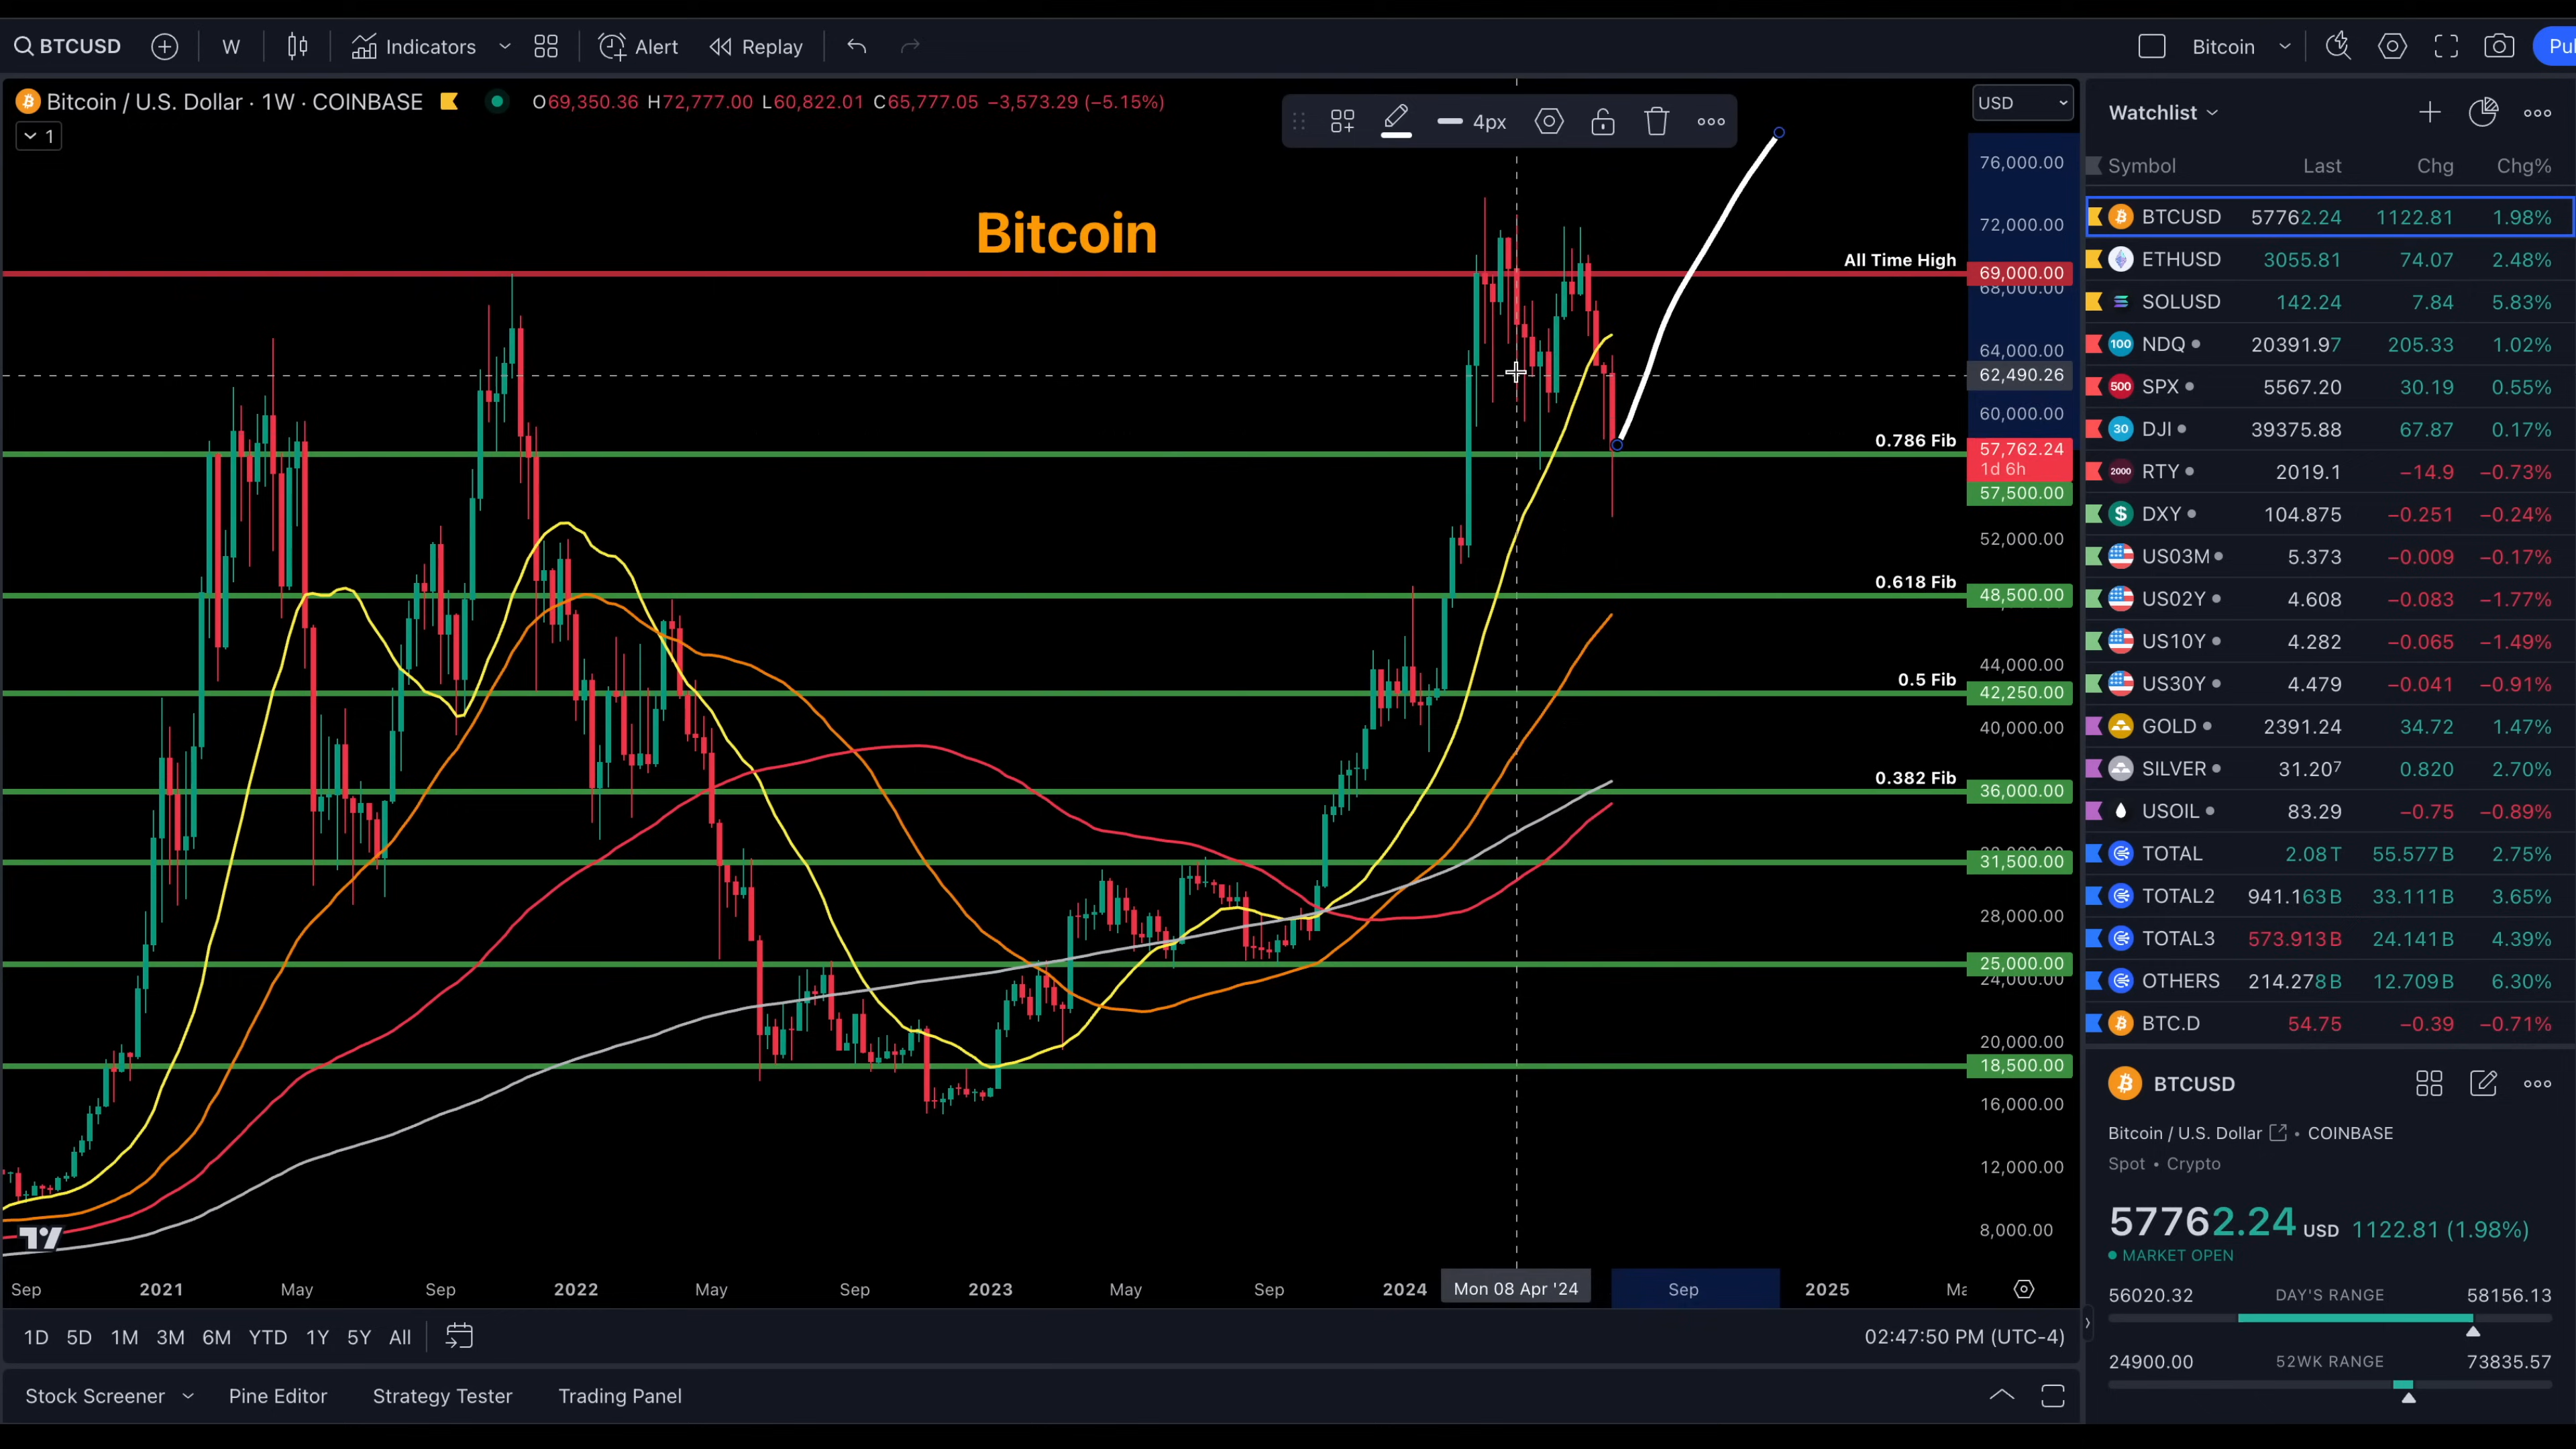 BTCUSD W Indicators Alert Replay Bitcoin
Bitcoin / U.S. Dollar · 1W · COINBASE O69,350.36 H72,777.00 L60,822.01 C65,777.05 −3,573.29 (−5.15%)
1
4px
USD
Bitcoin
76,000.00
72,000.00
All Time High 69,000.00
68,000.00
64,000.00
62,490.26
60,000.00
0.786 Fib
57,762.24
1d 6h
57,500.00
52,000.00
0.618 Fib 48,500.00
44,000.00
0.5 Fib 42,250.00
40,000.00
0.382 Fib 36,000.00
31,500.00
28,000.00
25,000.00
24,000.00
20,000.00
18,500.00
16,000.00
12,000.00
8,000.00
Sep 2021 May Sep 2022 May Sep 2023 May Sep 2024 Mon 08 Apr '24 Sep 2025
1D 5D 1M 3M 6M YTD 1Y 5Y All 02:47:50 PM (UTC-4)
Stock Screener Pine Editor Strategy Tester Trading Panel
Watchlist
Symbol Last Chg Chg%
BTCUSD 57762.24 1122.81 1.98%
ETHUSD 3055.81 74.07 2.48%
SOLUSD 142.24 7.84 5.83%
100 NDQ 20391.97 205.33 1.02%
500 SPX 5567.20 30.19 0.55%
30 DJI 39375.88 67.87 0.17%
2000 RTY 2019.1 −14.9 −0.73%
$ DXY 104.875 −0.251 −0.24%
US03M 5.373 −0.009 −0.17%
US02Y 4.608 −0.083 −1.77%
US10Y 4.282 −0.065 −1.49%
US30Y 4.479 −0.041 −0.91%
GOLD 2391.24 34.72 1.47%
SILVER 31.207 0.820 2.70%
USOIL 83.29 −0.75 −0.89%
TOTAL 2.08T 55.577B 2.75%
TOTAL2 941.163B 33.111B 3.65%
TOTAL3 573.913B 24.141B 4.39%
OTHERS 214.278B 12.709B 6.30%
BTC.D 54.75 −0.39 −0.71%
BTCUSD
Bitcoin / U.S. Dollar • COINBASE
Spot • Crypto
57762.24 USD 1122.81 (1.98%)
MARKET OPEN
56020.32 DAY'S RANGE 58156.13
24900.00 52WK RANGE 73835.57